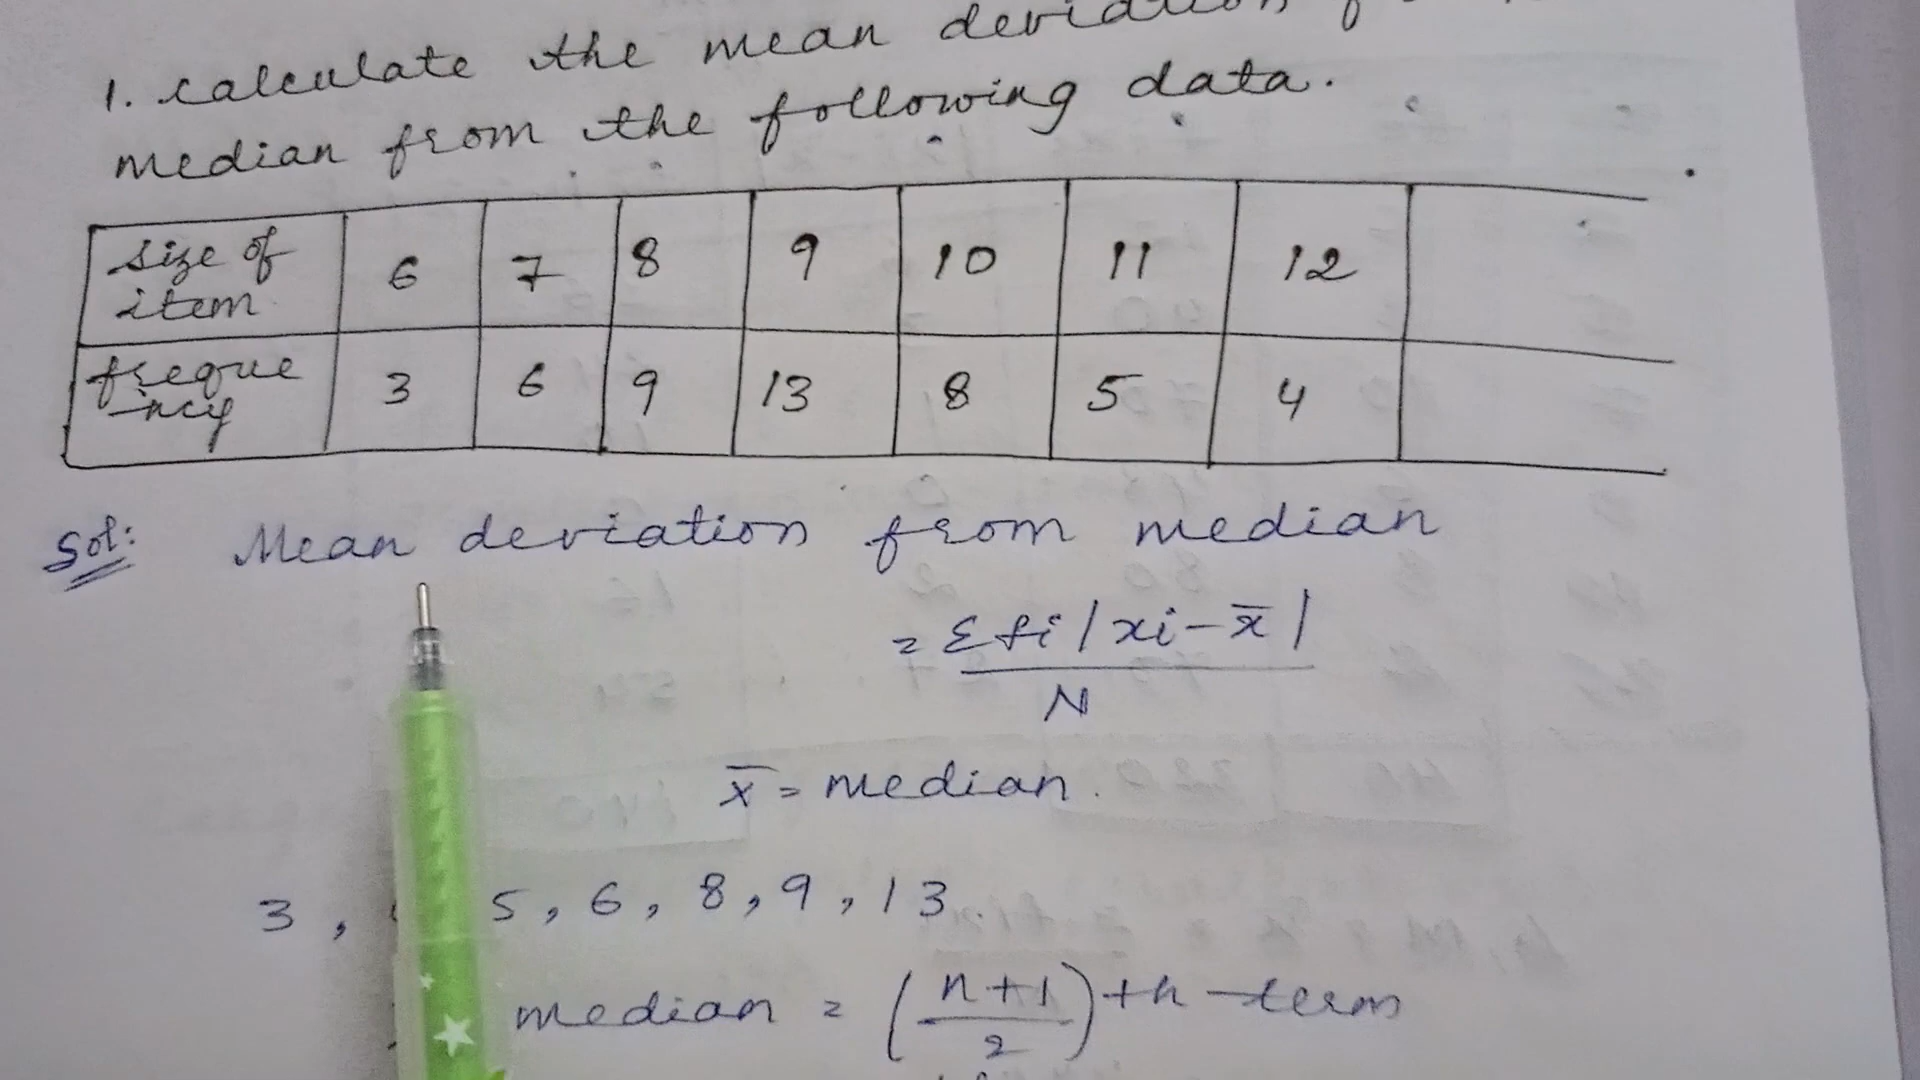 1. calculate the mean deviation
median from the following data.
size of item 6 7 8 9 10 11 12
freque-ncy 3 6 9 13 8 5 4
Sol: Mean deviation from median
= Σ fi | xi - x̄ |
N
x̄ = median.
3, 5, 6, 8, 9, 13
median = (n+1
2)th term